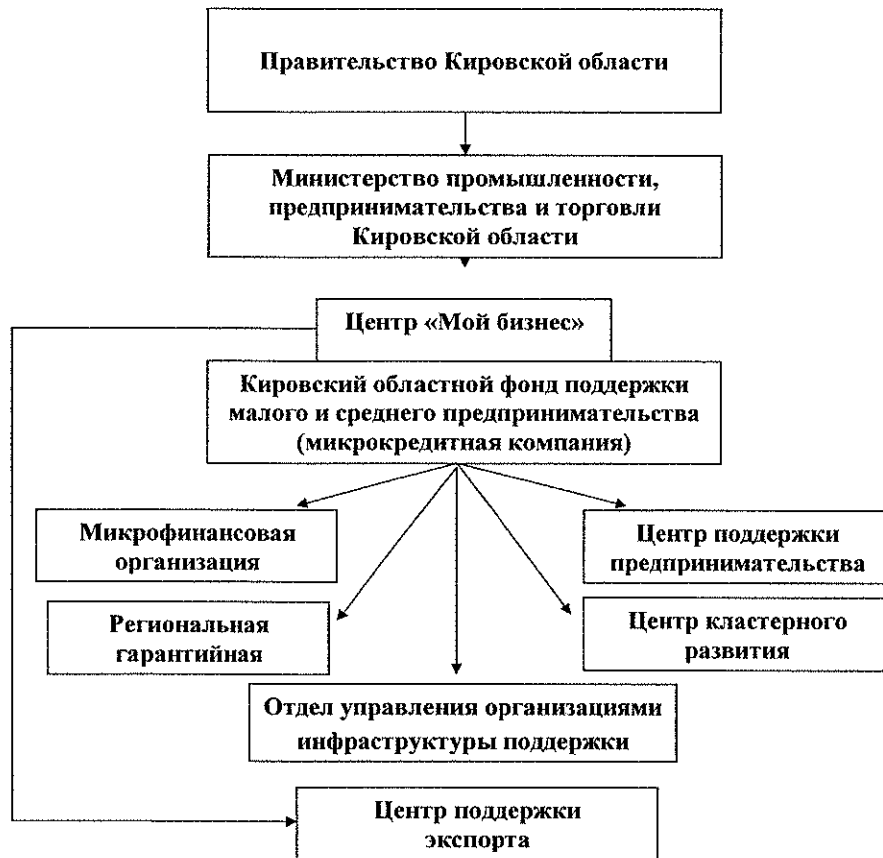 Правительство Кировской области
Министерство промышленности,
предпринимательства и торговли
Кировской области
Центр «Мой бизнес»
Кировский областной фонд поддержки
малого и среднего предпринимательства
(микрокредитная компания)
Микрофинансовая
организация
Центр поддержки
предпринимательства
Региональная
гарантийная
Центр кластерного
развития
Отдел управления организациями
инфраструктуры поддержки
Центр поддержки
экспорта